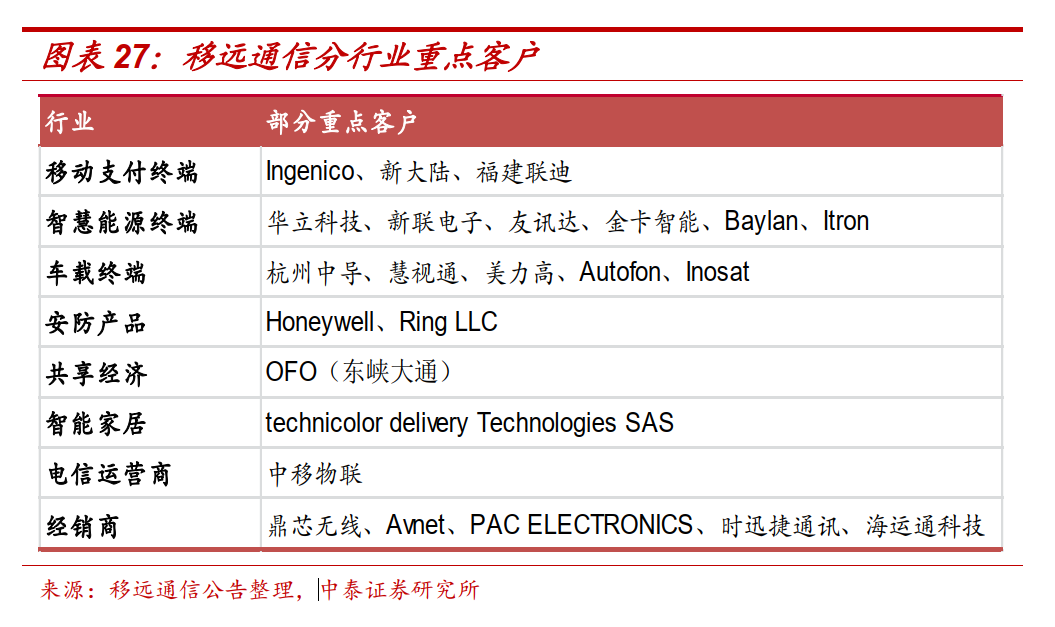 图表 27：移远通信分行业重点客户
行业 部分重点客户
移动支付终端 Ingenico、新大陆、福建联迪
智慧能源终端 华立科技、新联电子、友讯达、金卡智能、Baylan、Itron
车载终端 杭州中导、慧视通、美力高、Autofon、Inosat
安防产品 Honeywell、Ring LLC
共享经济 OFO（东峡大通）
智能家居 technicolor delivery Technologies SAS
电信运营商 中移物联
经销商 鼎芯无线、Avnet、PAC ELECTRONICS、时迅捷通讯、海运通科技
来源：移远通信公告整理，中泰证券研究所